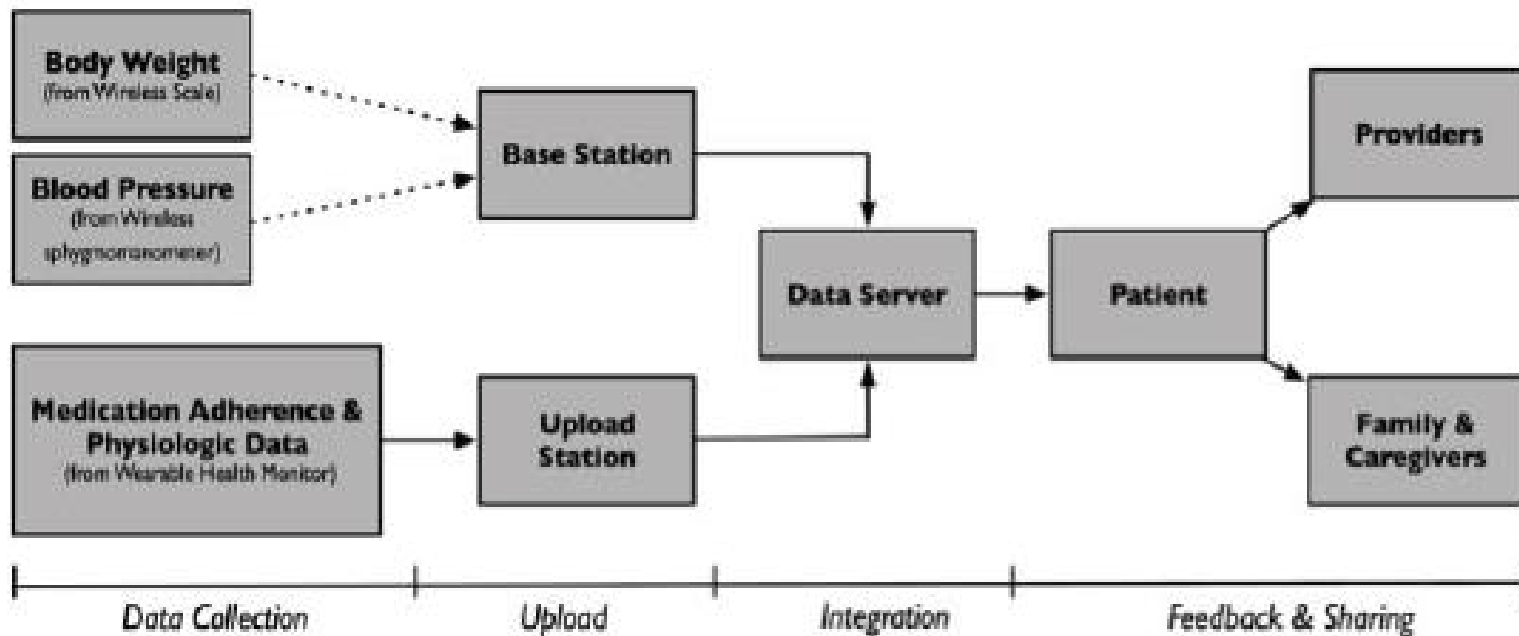 Body Weight
(from Wireless Scale)
Blood Pressure
(from Wireless
sphygmomanometer)
Medication Adherence &
Physiologic Data
(from Wearable Health Monitor)
Base Station
Upload
Station
Data Server
Patient
Providers
Family &
Caregivers
Data Collection
Upload
Integration
Feedback & Sharing